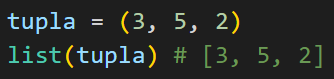 tupla = (3, 5, 2)
list(tupla) # [3, 5, 2]